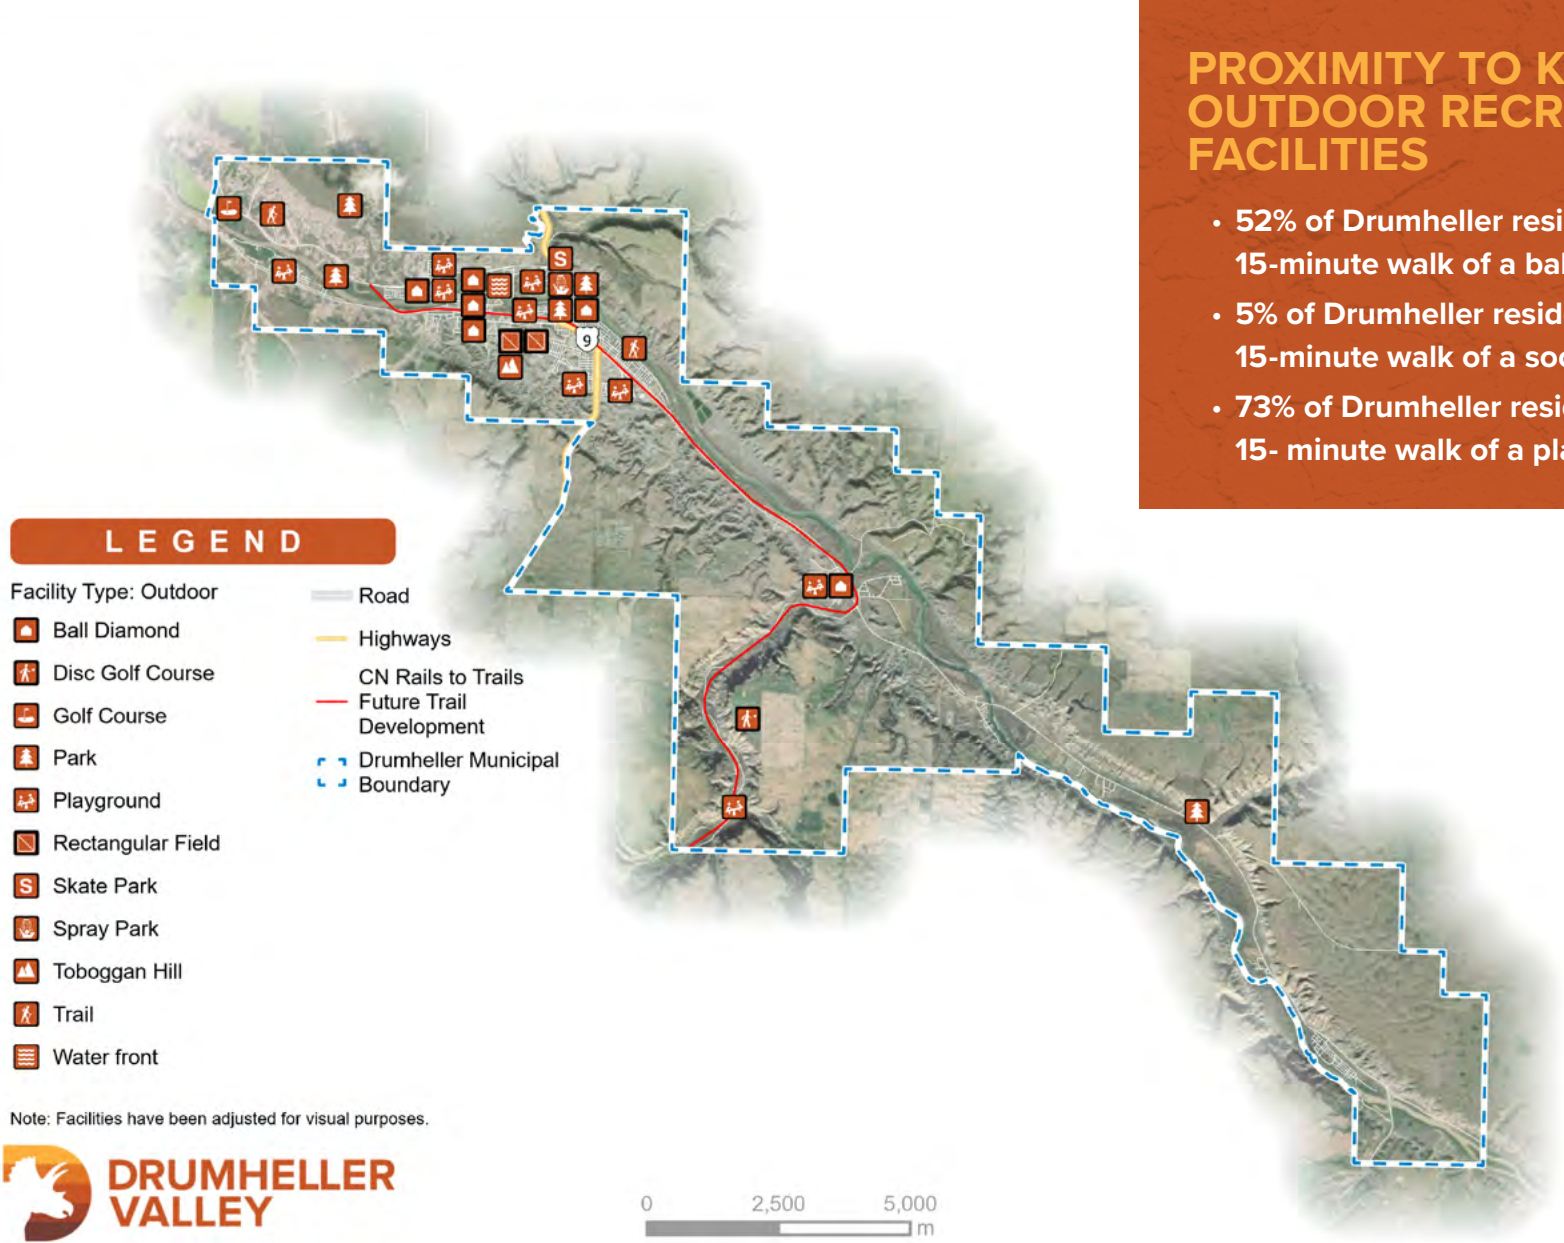 PROXIMITY TO K
OUTDOOR RECR
FACILITIES
• 52% of Drumheller resi
15-minute walk of a bal
• 5% of Drumheller resid
15-minute walk of a soc
• 73% of Drumheller resi
15- minute walk of a pla
S
9
LEGEND
Facility Type: Outdoor
Ball Diamond
Disc Golf Course
Golf Course
Park
Playground
Rectangular Field
S Skate Park
Spray Park
Toboggan Hill
Trail
Water front
Road
Highways
CN Rails to Trails
Future Trail
Development
Drumheller Municipal
Boundary
Note: Facilities have been adjusted for visual purposes.
DRUMHELLER
VALLEY
0 2,500 5,000
m